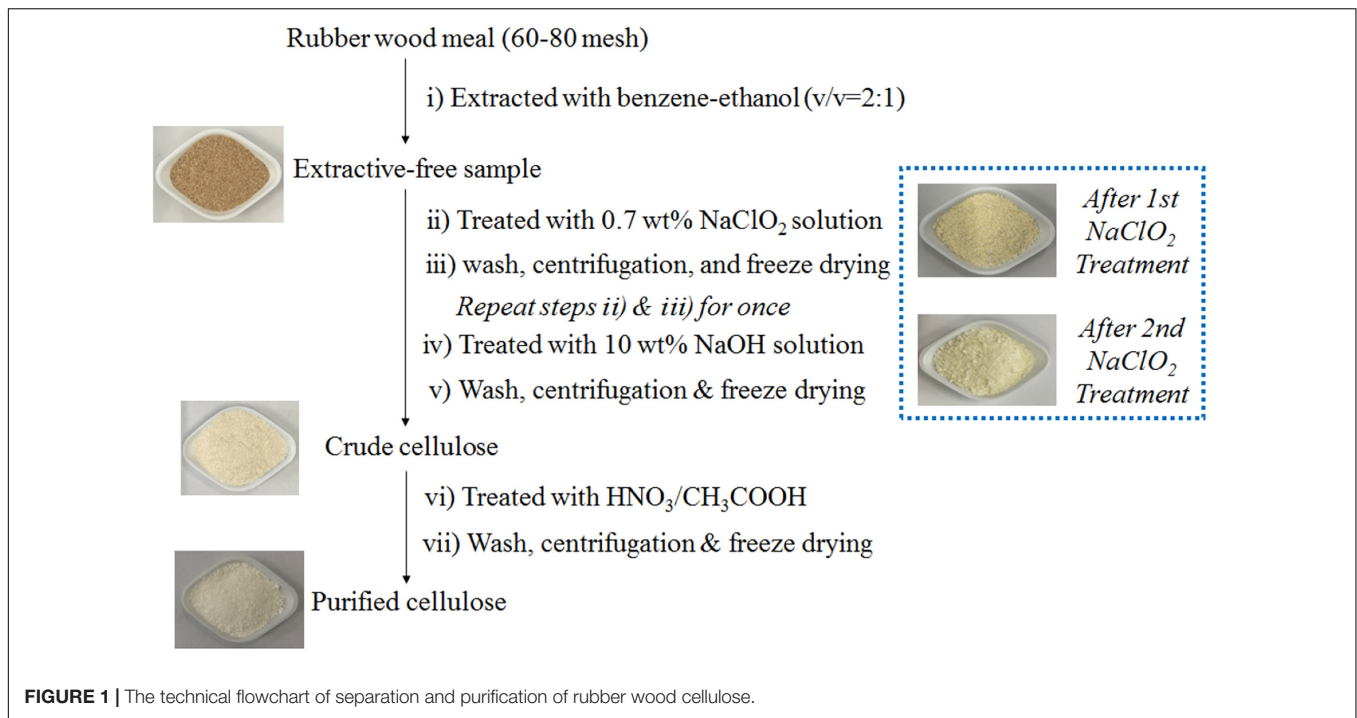 Rubber wood meal (60-80 mesh)
i) Extracted with benzene-ethanol (v/v=2:1)
Extractive-free sample
ii) Treated with 0.7 wt% NaClO₂ solution
iii) wash, centrifugation, and freeze drying
Repeat steps ii) & iii) for once
iv) Treated with 10 wt% NaOH solution
v) Wash, centrifugation & freeze drying
After 1st
NaClO₂
Treatment
After 2nd
NaClO₂
Treatment
Crude cellulose
vi) Treated with HNO₃/CH₃COOH
vii) Wash, centrifugation & freeze drying
Purified cellulose
FIGURE 1 | The technical flowchart of separation and purification of rubber wood cellulose.